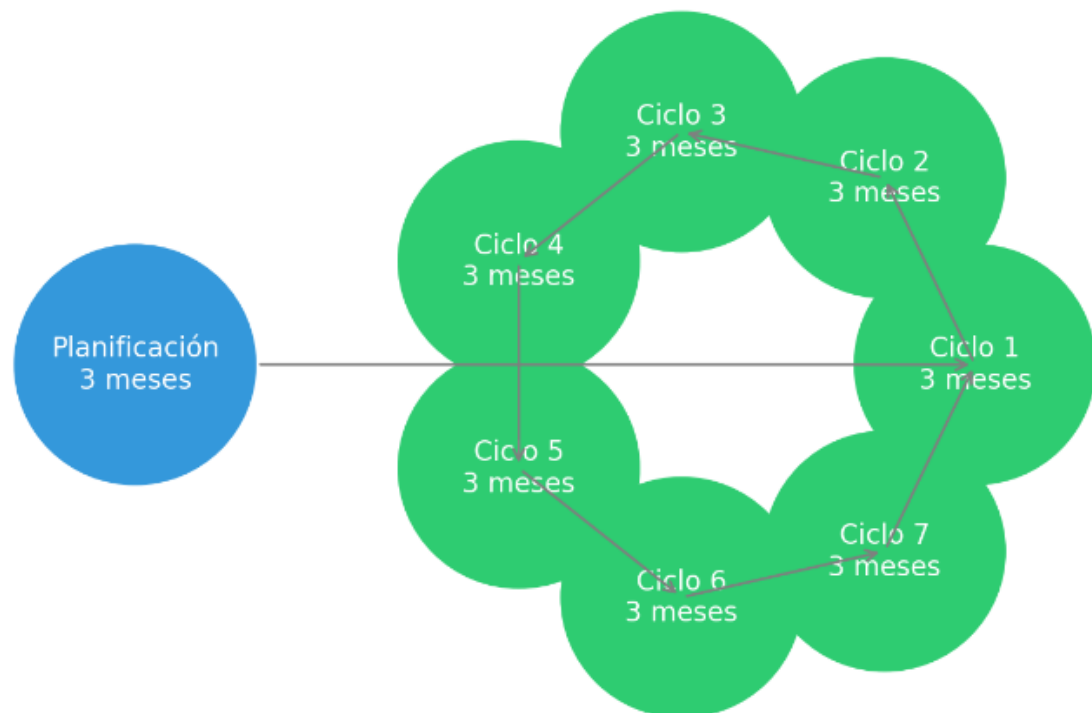 Planificación
3 meses
Ciclo 1
3 meses
Ciclo 2
3 meses
Ciclo 3
3 meses
Ciclo 4
3 meses
Ciclo 5
3 meses
Ciclo 6
3 meses
Ciclo 7
3 meses